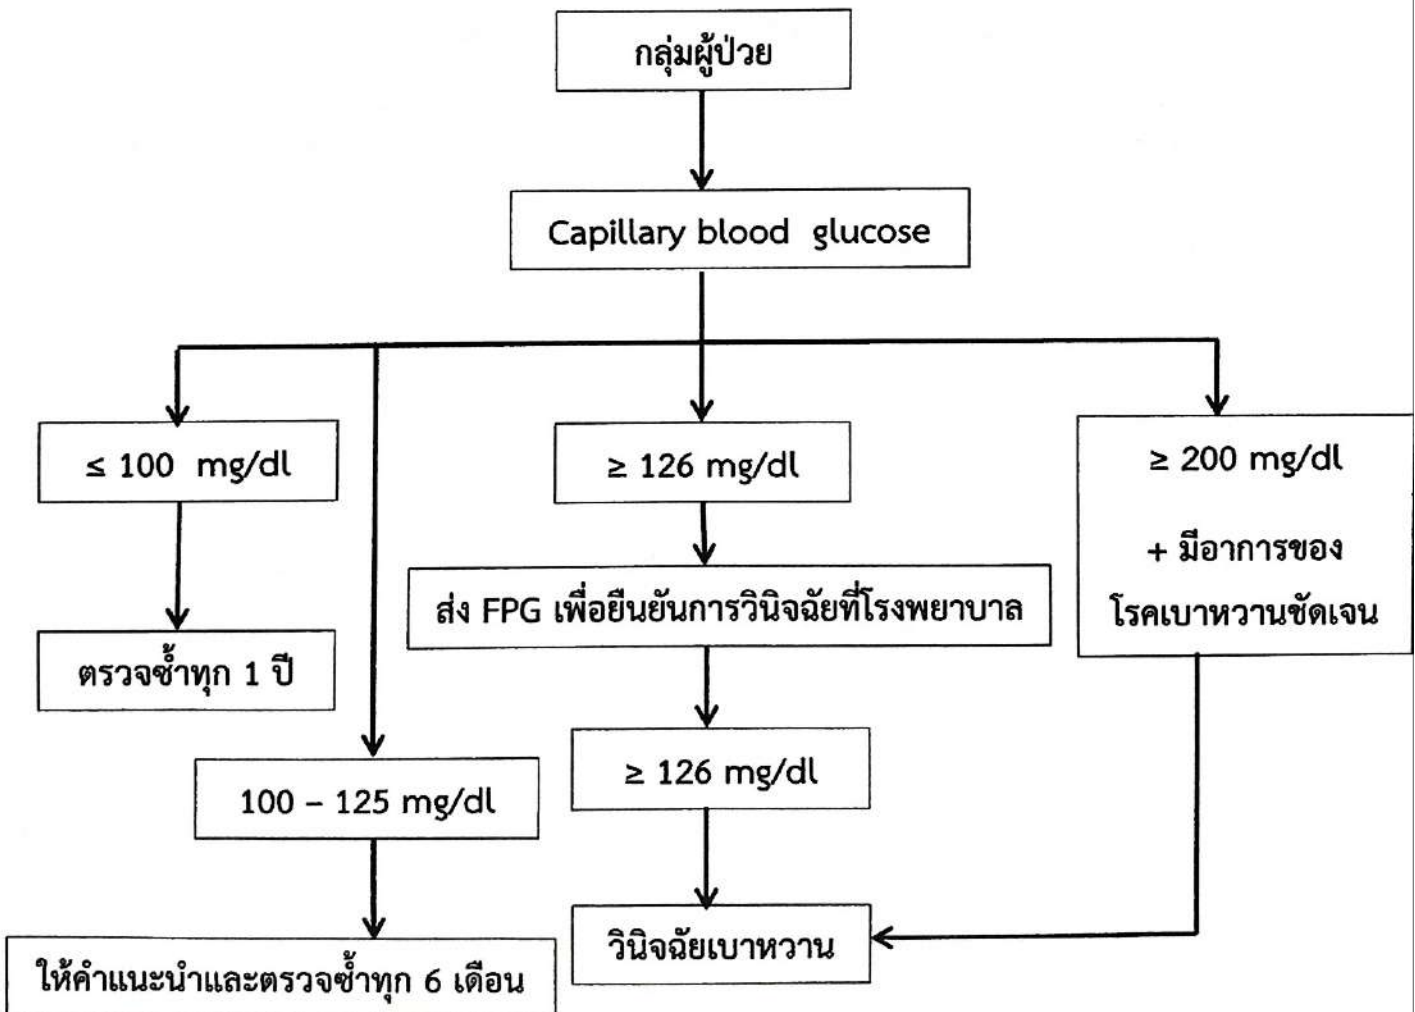 กลุ่มผู้ป่วย
Capillary blood glucose
≤ 100 mg/dl
≥ 126 mg/dl
≥ 200 mg/dl
+ มีอาการของ
โรคเบาหวานชัดเจน
ส่ง FPG เพื่อยืนยันการวินิจฉัยที่โรงพยาบาล
ตรวจซ้ำทุก 1 ปี
≥ 126 mg/dl
100 – 125 mg/dl
วินิจฉัยเบาหวาน
ให้คำแนะนำและตรวจซ้ำทุก 6 เดือน